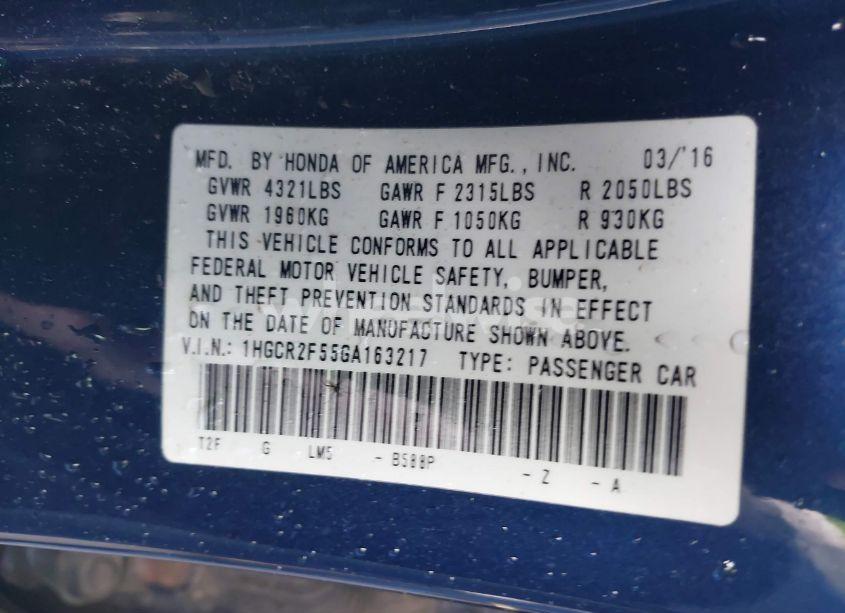 MFD. BY HONDA OF AMERICA MFG., INC. 03/'16
GVWR 4321LBS GAWR F 2315LBS R 2050LBS
GVWR 1960KG GAWR F 1050KG R 930KG
THIS VEHICLE CONFORMS TO ALL APPLICABLE
FEDERAL MOTOR VEHICLE SAFETY, BUMPER,
AND THEFT PREVENTION STANDARDS IN EFFECT
ON THE DATE OF MANUFACTURE SHOWN ABOVE.
V.I.N.: 1HGCR2F55GA163217 TYPE: PASSENGER CAR
T2F G LM5 - B588P - Z - A